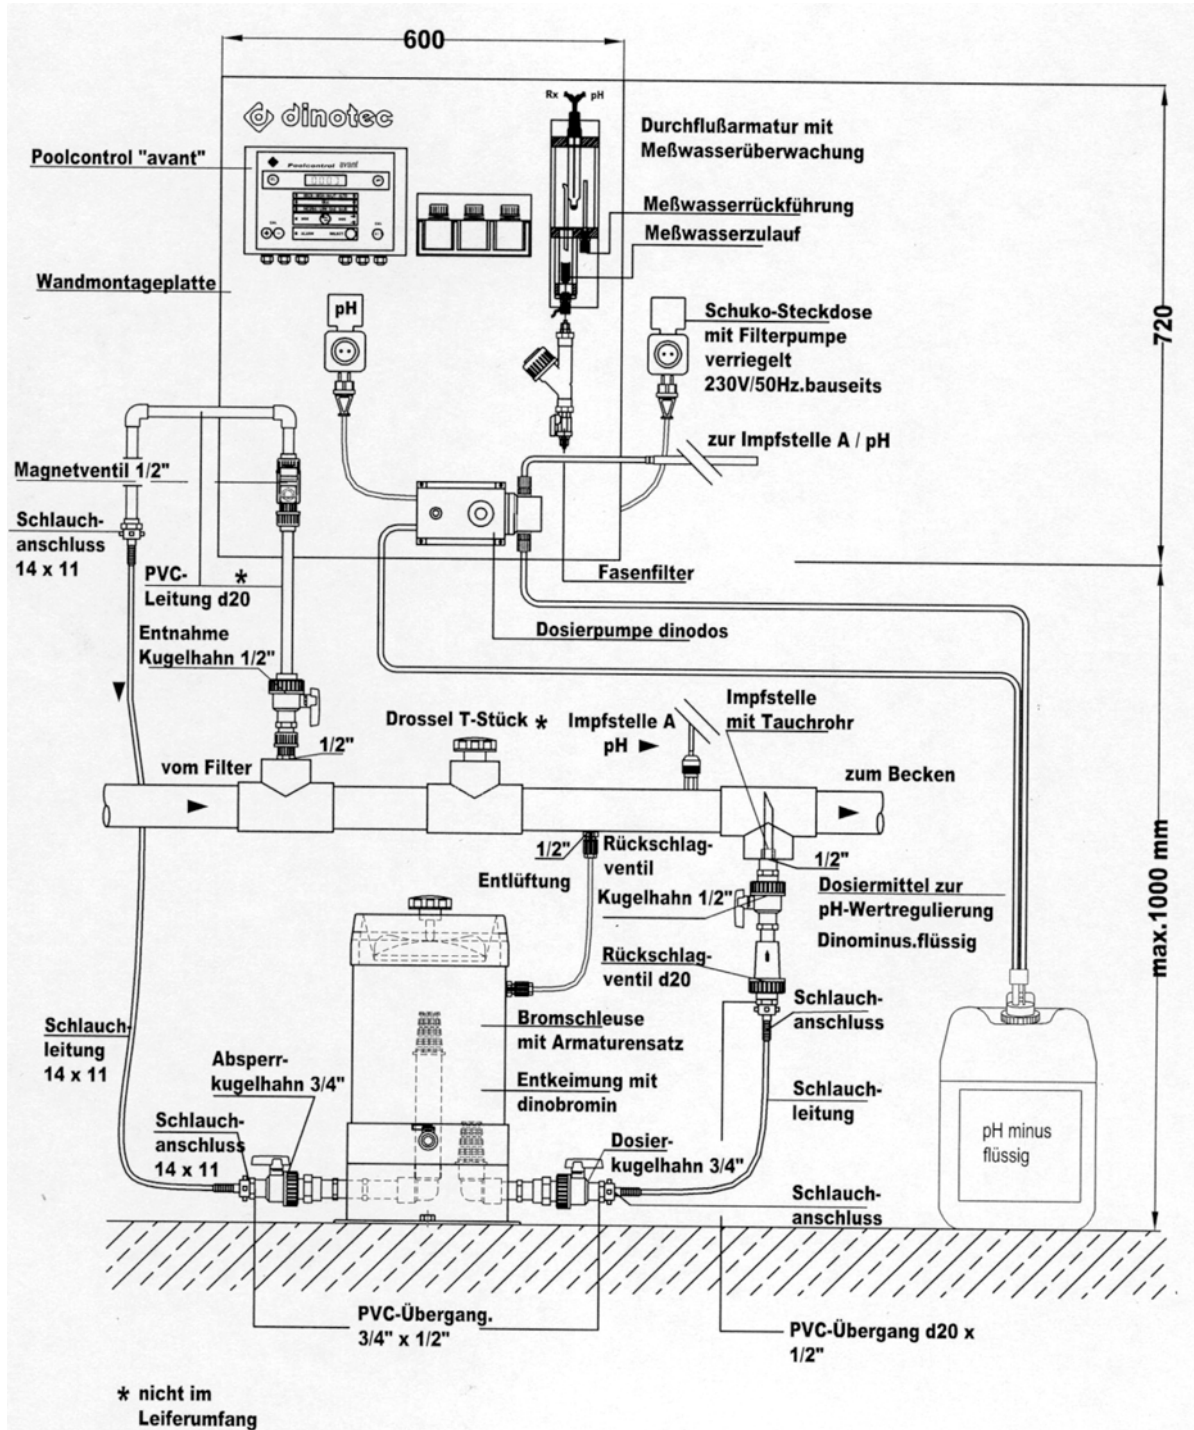 600
Rx pH
dinotec
Durchflußarmatur mit
Meßwasserüberwachung
Poolcontrol "avant"
Poolcontrol avant
Meßwasserrückführung
Meßwasserzulauf
Wandmontageplatte
pH
Schuko-Steckdose
mit Filterpumpe
verriegelt
230V/50Hz.bauseits
720
zur Impfstelle A / pH
Magnetventil 1/2"
Schlauch-
anschluss
14 x 11
PVC- *
Leitung d20
Fasenfilter
Dosierpumpe dinodos
Entnahme
Kugelhahn 1/2"
Impfstelle
mit Tauchrohr
Drossel T-Stück *
Impfstelle A
pH
1/2"
vom Filter
zum Becken
1/2"
Rückschlag-
ventil
1/2"
Entlüftung
Kugelhahn 1/2"
Dosiermittel zur
pH-Wertregulierung
Dinominus.flüssig
max.1000 mm
Rückschlag-
ventil d20
Schlauch-
anschluss
Bromschleuse
mit Armaturensatz
Schlauch-
leitung
14 x 11
Absperr-
kugelhahn 3/4"
Entkeimung mit
dinobromin
Schlauch-
leitung
pH minus
flüssig
Schlauch-
anschluss
14 x 11
Dosier-
kugelhahn 3/4"
Schlauch-
anschluss
PVC-Übergang.
3/4" x 1/2"
PVC-Übergang d20 x
1/2"
* nicht im
Leiferumfang